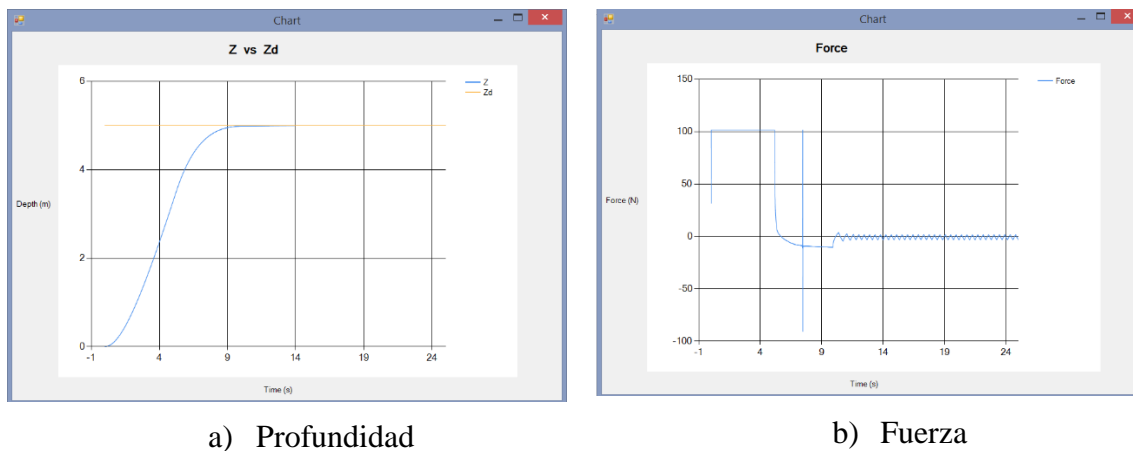 Chart
Z vs Zd
6
4
2
0
-1
4
9
14
19
24
Depth (m)
Time (s)
Z
Zd
a) Profundidad
Chart
Force
150
100
50
0
-50
-100
-1
4
9
14
19
24
Force (N)
Time (s)
Force
b) Fuerza